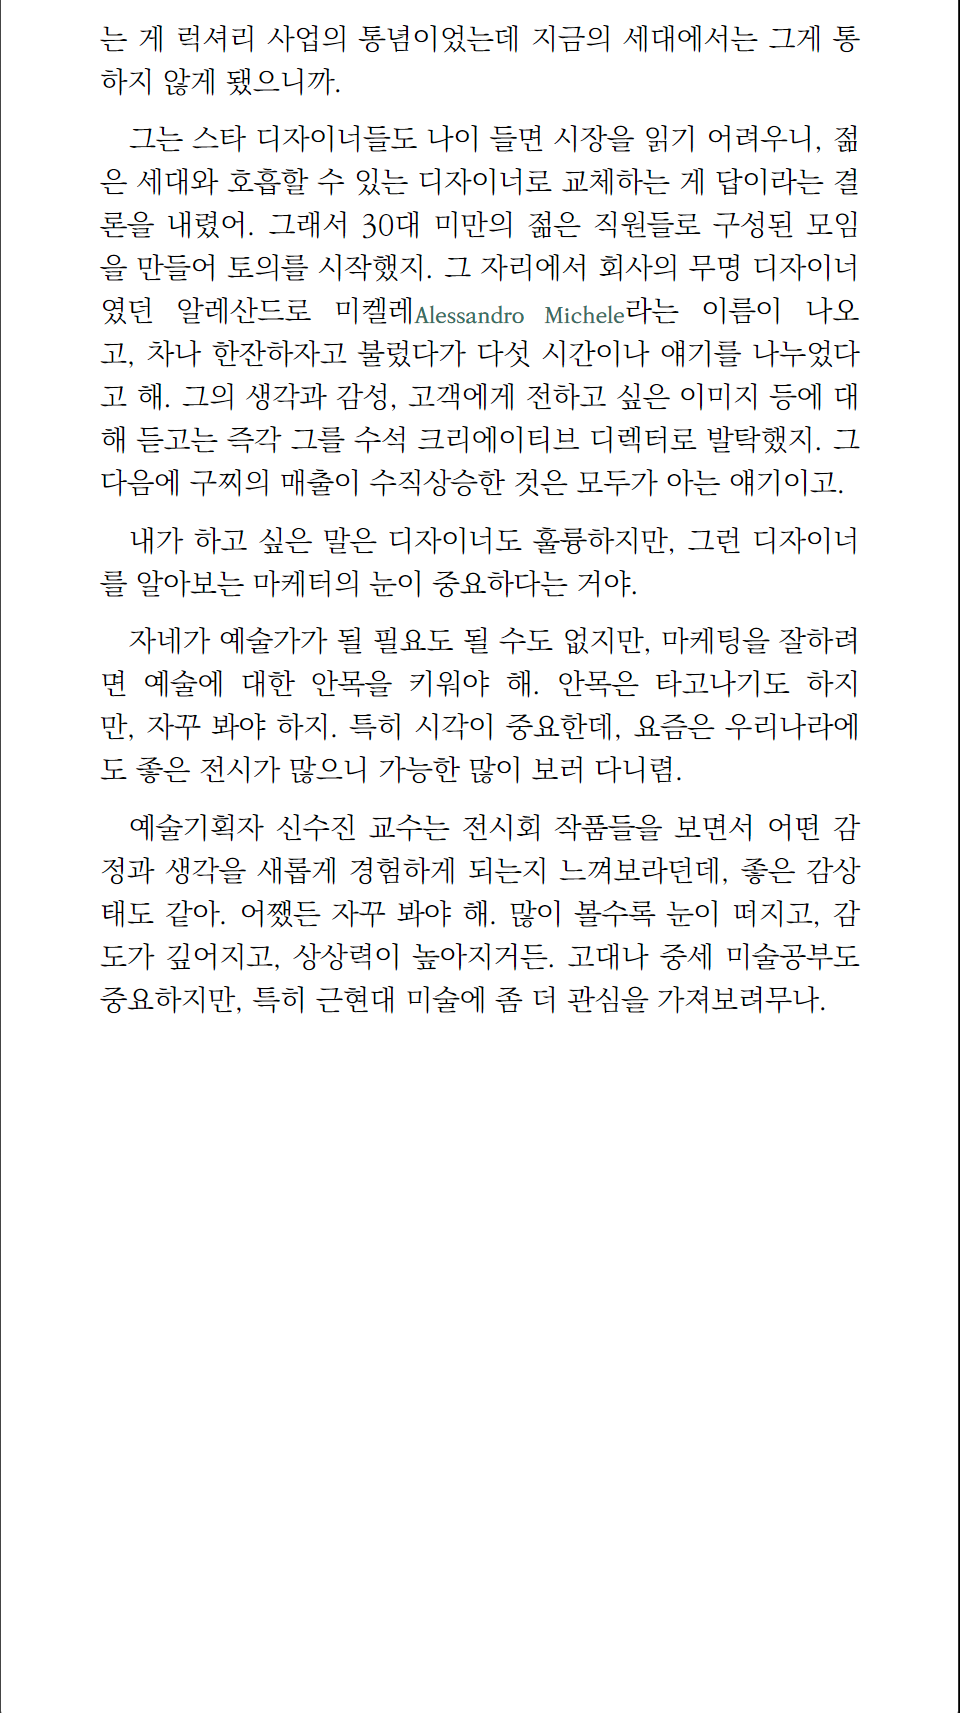 는 게 럭셔리 사업의 통념이었는데 지금의 세대에서는 그게 통
하지 않게 됐으니까.
그는 스타 디자이너들도 나이 들면 시장을 읽기 어려우니, 젊
은 세대와 호흡할 수 있는 디자이너로 교체하는 게 답이라는 결
론을 내렸어. 그래서 30대 미만의 젊은 직원들로 구성된 모임
을 만들어 토의를 시작했지. 그 자리에서 회사의 무명 디자이너
였던 알레산드로 미켈레Alessandro Michele라는 이름이 나오
고, 차나 한잔하자고 불렀다가 다섯 시간이나 얘기를 나누었다
고 해. 그의 생각과 감성, 고객에게 전하고 싶은 이미지 등에 대
해 듣고는 즉각 그를 수석 크리에이티브 디렉터로 발탁했지. 그
다음에 구찌의 매출이 수직상승한 것은 모두가 아는 얘기이고.
내가 하고 싶은 말은 디자이너도 훌륭하지만, 그런 디자이너
를 알아보는 마케터의 눈이 중요하다는 거야.
자네가 예술가가 될 필요도 될 수도 없지만, 마케팅을 잘하려
면 예술에 대한 안목을 키워야 해. 안목은 타고나기도 하지
만, 자꾸 봐야 하지. 특히 시각이 중요한데, 요즘은 우리나라에
도 좋은 전시가 많으니 가능한 많이 보러 다니렴.
예술기획자 신수진 교수는 전시회 작품들을 보면서 어떤 감
정과 생각을 새롭게 경험하게 되는지 느껴보라던데, 좋은 감상
태도 같아. 어쨌든 자꾸 봐야 해. 많이 볼수록 눈이 떠지고, 감
도가 깊어지고, 상상력이 높아지거든. 고대나 중세 미술공부도
중요하지만, 특히 근현대 미술에 좀 더 관심을 가져보려무나.